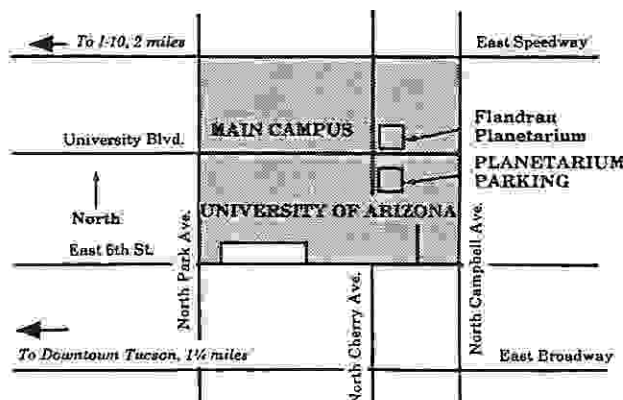 To I-10, 2 miles
East Speedway
MAIN CAMPUS
Flandrau
Planetarium
University Blvd.
PLANETARIUM
PARKING
North
UNIVERSITY OF ARIZONA
East 6th St.
North Park Ave.
North Cherry Ave.
North Campbell Ave.
To Downtown Tucson, 1¼ miles
East Broadway